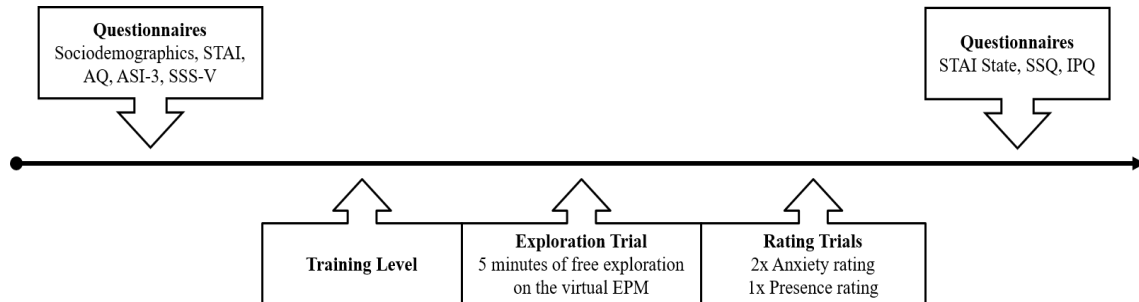 Questionnaires
Sociodemographics, STAI,
AQ, ASI-3, SSS-V
Questionnaires
STAI State, SSQ, IPQ
Training Level
Exploration Trial
5 minutes of free exploration
on the virtual EPM
Rating Trials
2x Anxiety rating
1x Presence rating